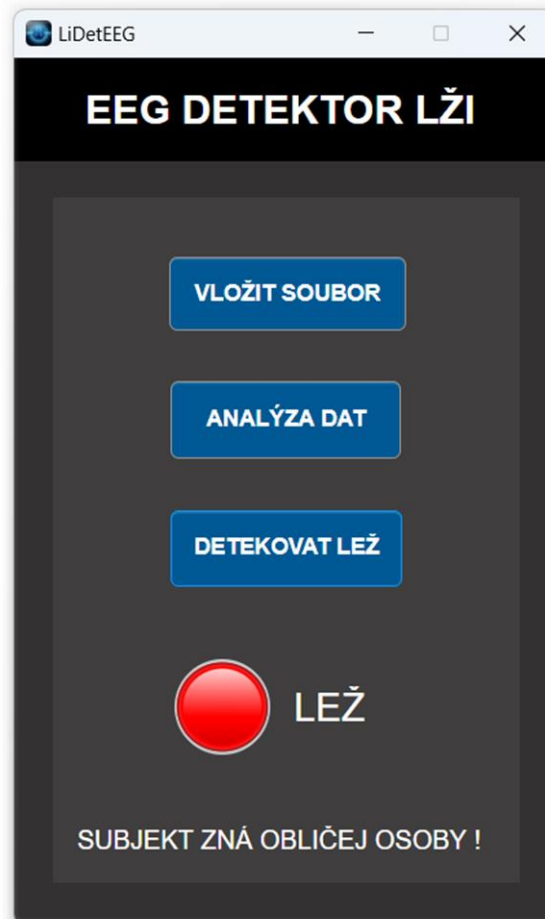 LiDetEEG
EEG DETEKTOR LŽI
VLOŽIT SOUBOR
ANALÝZA DAT
DETEKOVAT LEŽ
LEŽ
SUBJEKT ZNÁ OBLIČEJ OSOBY !